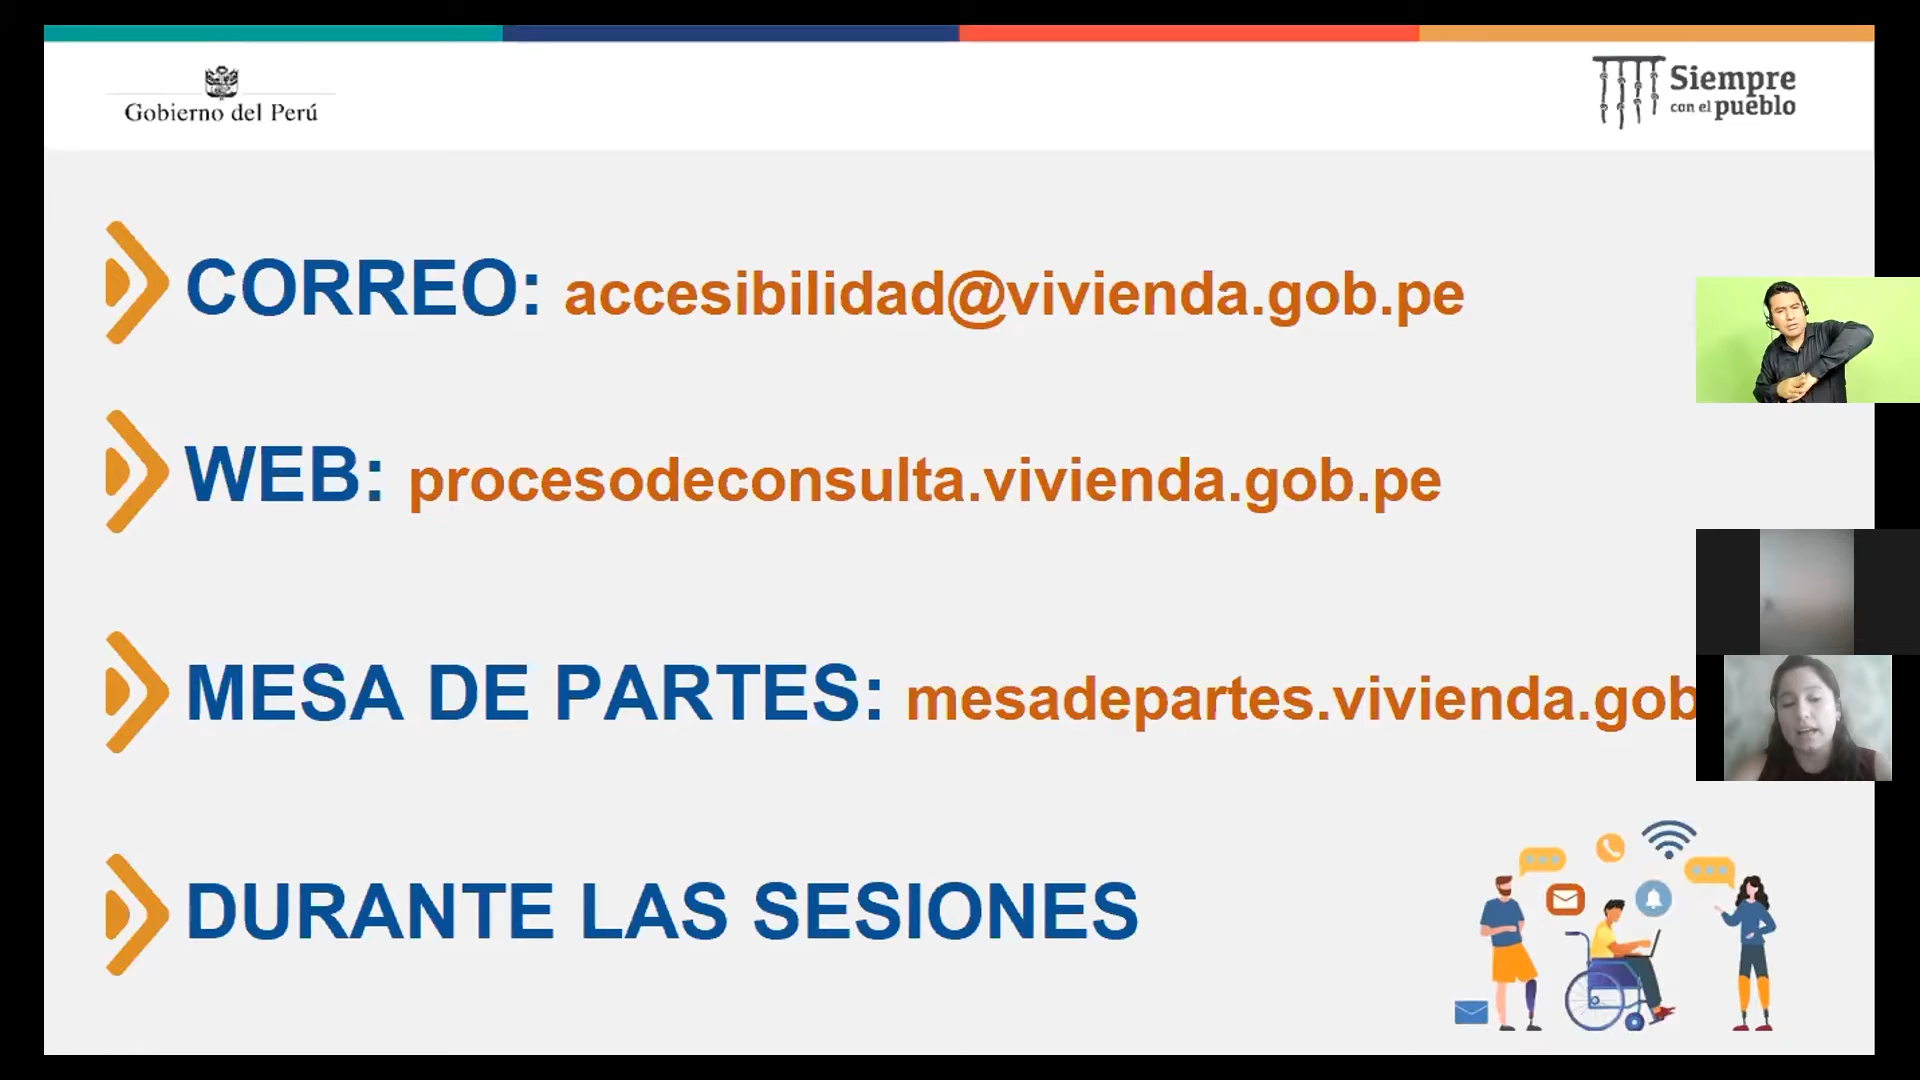 Gobierno del Perú
Siempre
con el pueblo
CORREO: accesibilidad@vivienda.gob.pe
WEB: procesodeconsulta.vivienda.gob.pe
MESA DE PARTES: mesadepartes.vivienda.gob
DURANTE LAS SESIONES